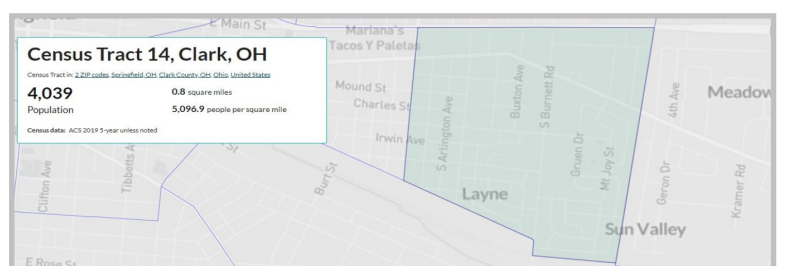 E Main St
Mariana's
Tacos Y Paletas
Census Tract 14, Clark, OH
Census Tract in: 2 ZIP codes, Springfield, OH, Clark County, OH, Ohio, United States
4,039
Population
0.8 square miles
5,096.9 people per square mile
Census data: ACS 2019 5-year unless noted
Mound St
Charles St
Irwin Ave
S Arlington Ave
Buxton Ave
S Burnett Rd
4th Ave
Meadow
Gruen Dr
Mt Joy St
Geron Dr
Kramer Rd
Clifton Ave
Tibbetts A
St
Burt St
Layne
Sun Valley
E Rose St